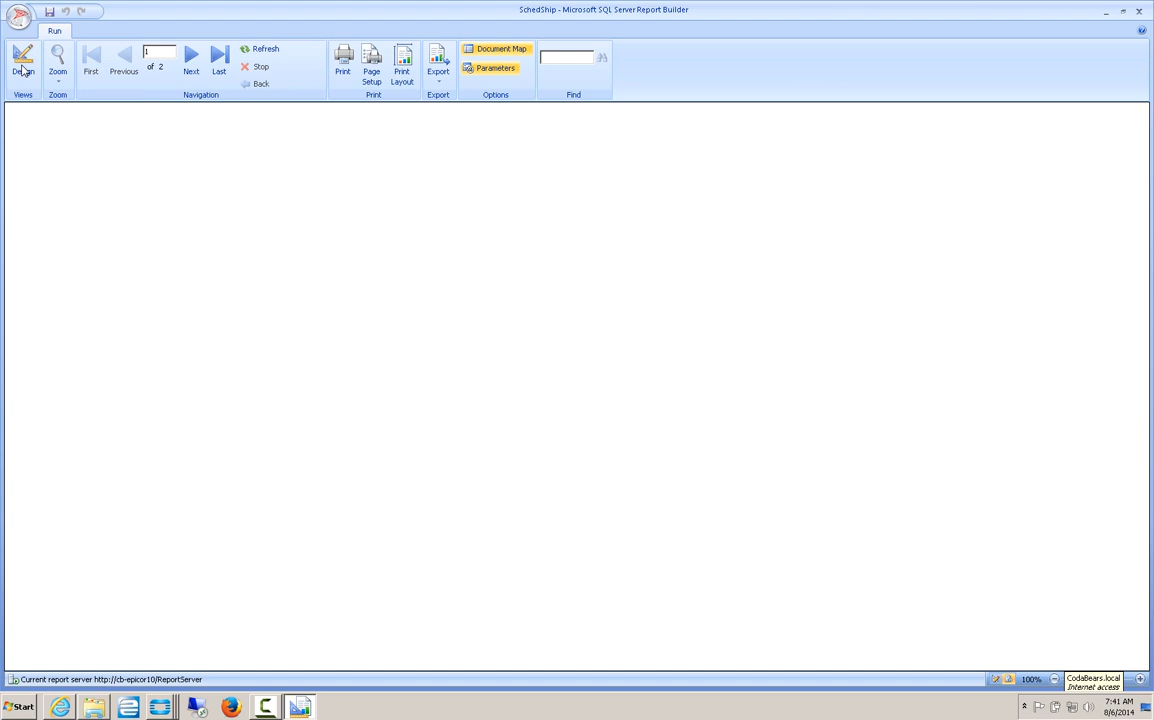 SchedShip - Microsoft SQL Server Report Builder
Run
Design
Zoom
First
Previous
1
of 2
Next
Last
Refresh
Stop
Back
Print
Page Setup
Print Layout
Export
Document Map
Parameters
Views
Zoom
Navigation
Print
Export
Options
Find
Current report server http://cb-epicor10/ReportServer
100%
CodaBears.local
Internet access
Start
7:41 AM
8/6/2014